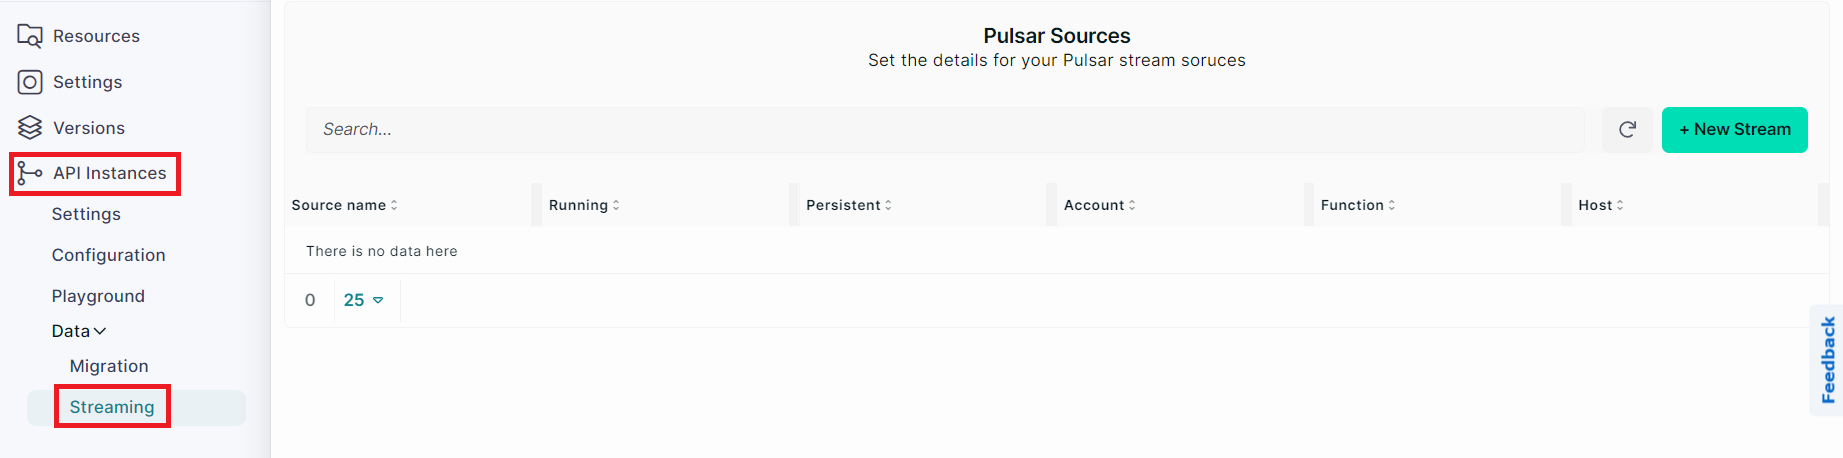 Resources
Settings
Versions
API Instances
Settings
Configuration
Playground
Data
Migration
Streaming
Pulsar Sources
Set the details for your Pulsar stream soruces
Search...
+ New Stream
Source name Running Persistent Account Function Host
There is no data here
0 25
Feedback